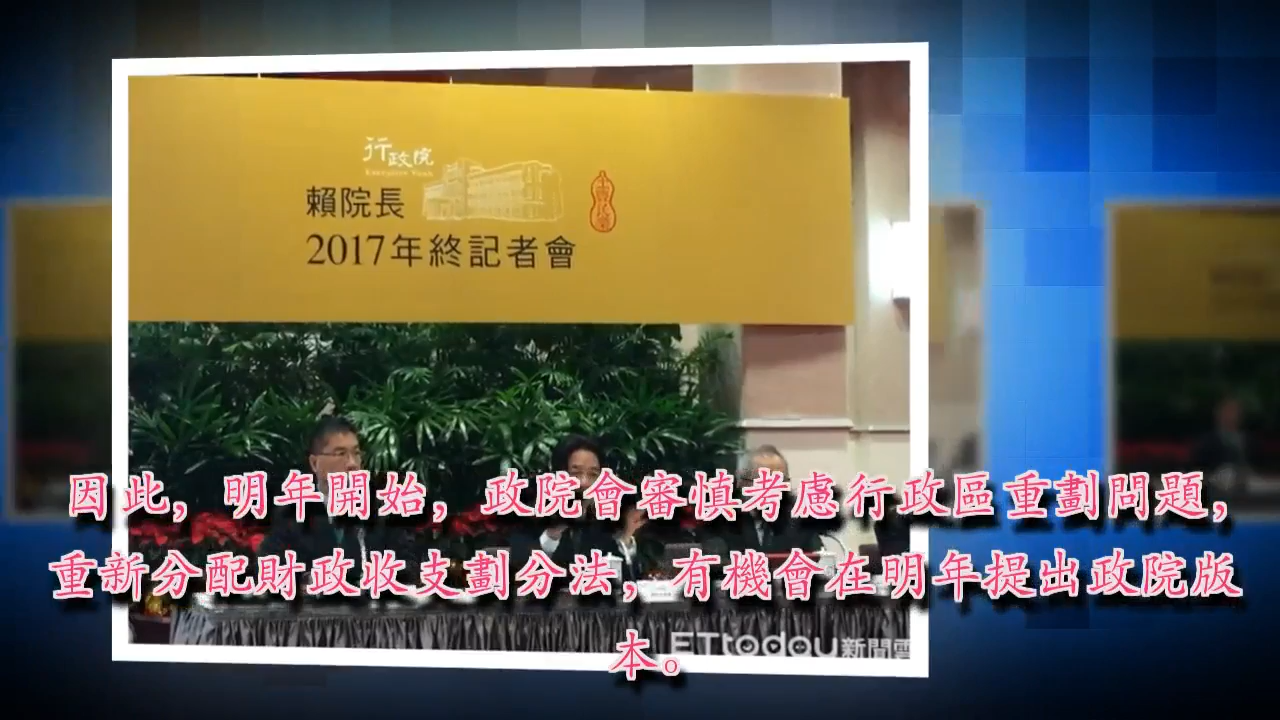 行政院
Executive Yuan
賴院長
2017年終記者會
因此，明年開始，政院會審慎考慮行政區重劃問題，
重新分配財政收支劃分法，有機會在明年提出政院版
本。
ETtoday新聞雲